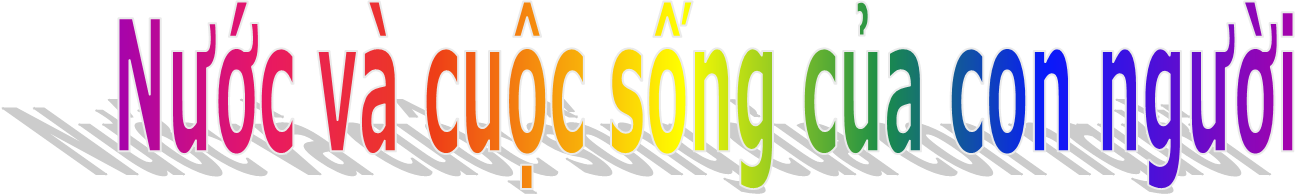 Nước và cuộc sống của con người